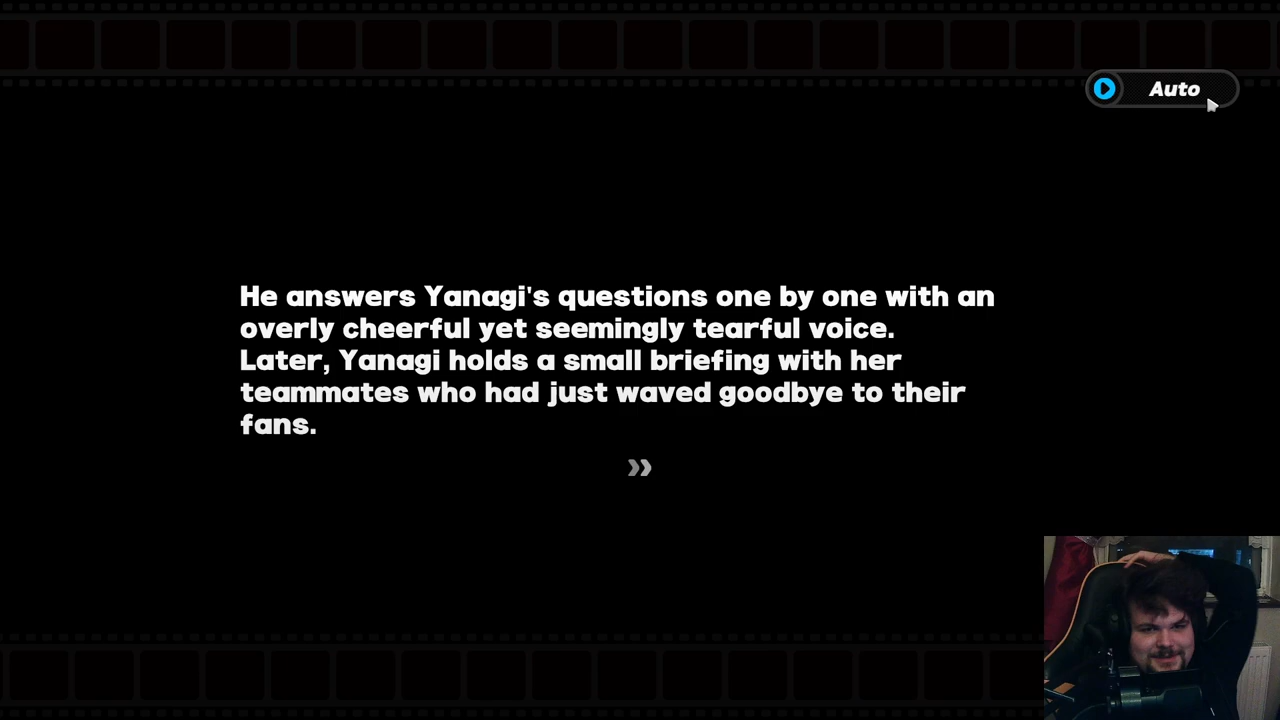 Auto
He answers Yanagi's questions one by one with an
overly cheerful yet seemingly tearful voice.
Later, Yanagi holds a small briefing with her
teammates who had just waved goodbye to their
fans.